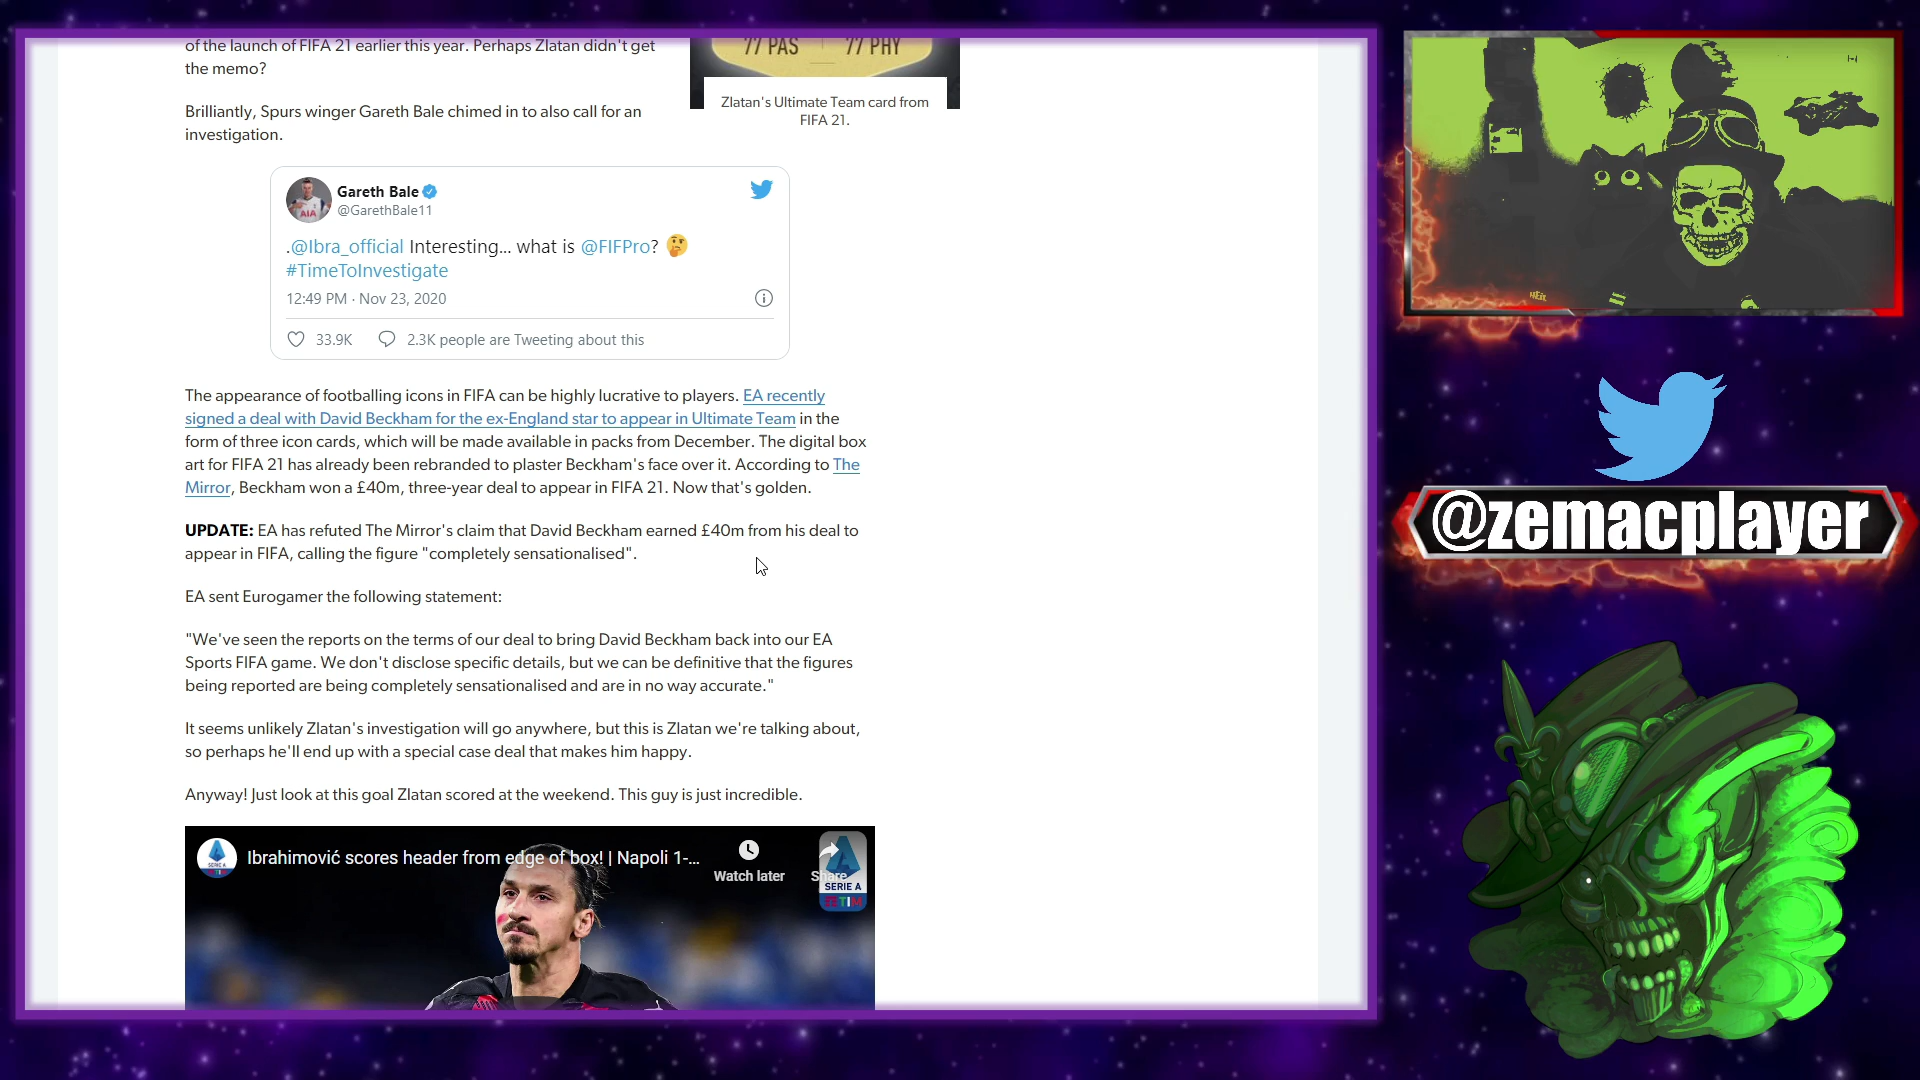 of the launch of FIFA 21 earlier this year. Perhaps Zlatan didn't get
the memo?
77 PAS 77 PHY
Zlatan's Ultimate Team card from
FIFA 21.
Brilliantly, Spurs winger Gareth Bale chimed in to also call for an
investigation.
Gareth Bale
@GarethBale11
AIA
.@Ibra_official Interesting... what is @FIFPro? 🤔
#TimeToInvestigate
12:49 PM · Nov 23, 2020
33.9K 2.3K people are Tweeting about this
The appearance of footballing icons in FIFA can be highly lucrative to players. EA recently
signed a deal with David Beckham for the ex-England star to appear in Ultimate Team in the
form of three icon cards, which will be made available in packs from December. The digital box
art for FIFA 21 has already been rebranded to plaster Beckham's face over it. According to The
Mirror, Beckham won a £40m, three-year deal to appear in FIFA 21. Now that's golden.
UPDATE: EA has refuted The Mirror's claim that David Beckham earned £40m from his deal to
appear in FIFA, calling the figure "completely sensationalised".
EA sent Eurogamer the following statement:
"We've seen the reports on the terms of our deal to bring David Beckham back into our EA
Sports FIFA game. We don't disclose specific details, but we can be definitive that the figures
being reported are being completely sensationalised and are in no way accurate."
It seems unlikely Zlatan's investigation will go anywhere, but this is Zlatan we're talking about,
so perhaps he'll end up with a special case deal that makes him happy.
Anyway! Just look at this goal Zlatan scored at the weekend. This guy is just incredible.
Ibrahimović scores header from edge of box! | Napoli 1-...
Watch later
Share
SERIE A
TIM
@zemacplayer